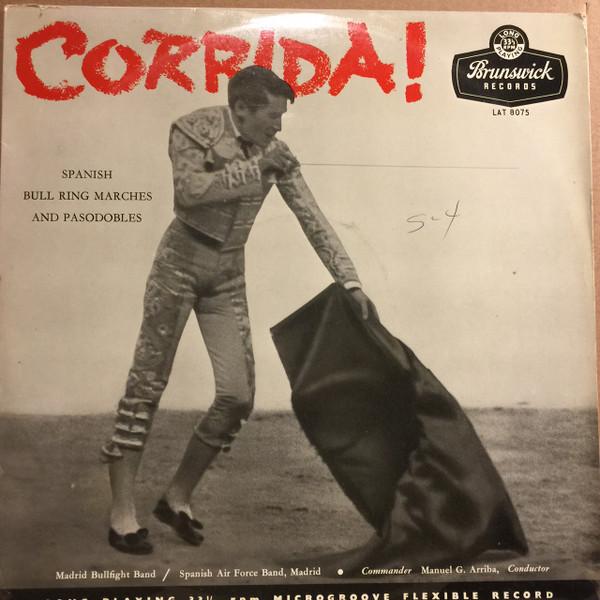 CORRIDA!
LONG
33⅓
RPM
PLAYING
Brunswick
RECORDS
LAT 8075
SPANISH
BULL RING MARCHES
AND PASODOBLES
S-4
Madrid Bullfight Band / Spanish Air Force Band, Madrid • Commander Manuel G. Arriba, Conductor
LONG PLAYING 33⅓ rpm MICROGROOVE FLEXIBLE RECORD